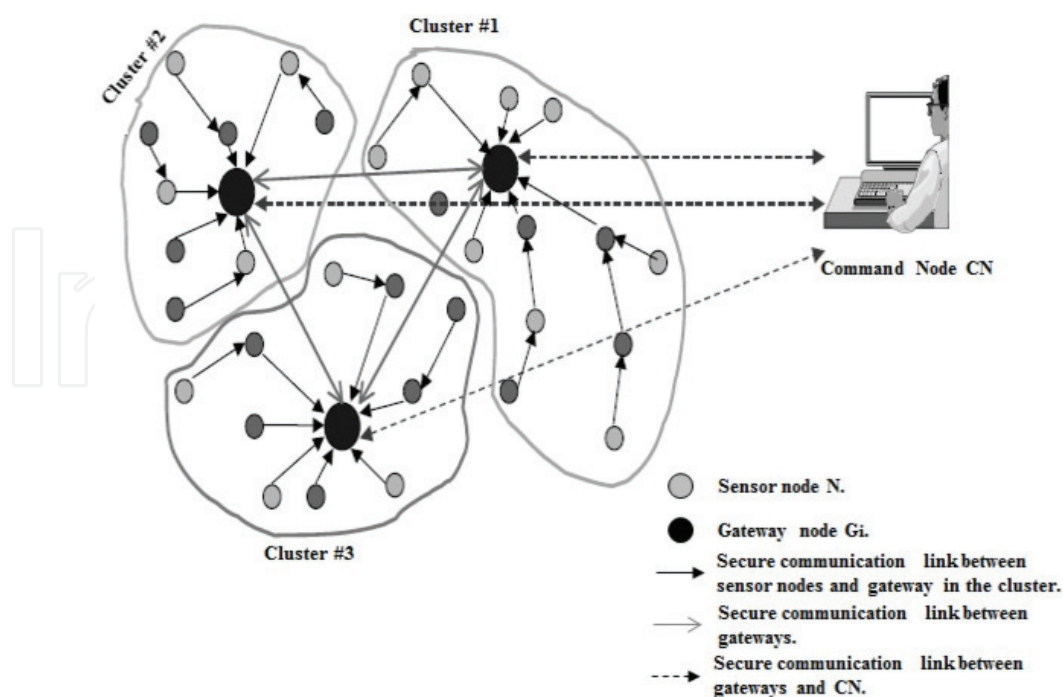 Cluster #1
Cluster #2
Command Node CN
Cluster #3
Sensor node N.
Gateway node Gi.
Secure communication link between
sensor nodes and gateway in the cluster.
Secure communication link between
gateways.
Secure communication link between
gateways and CN.